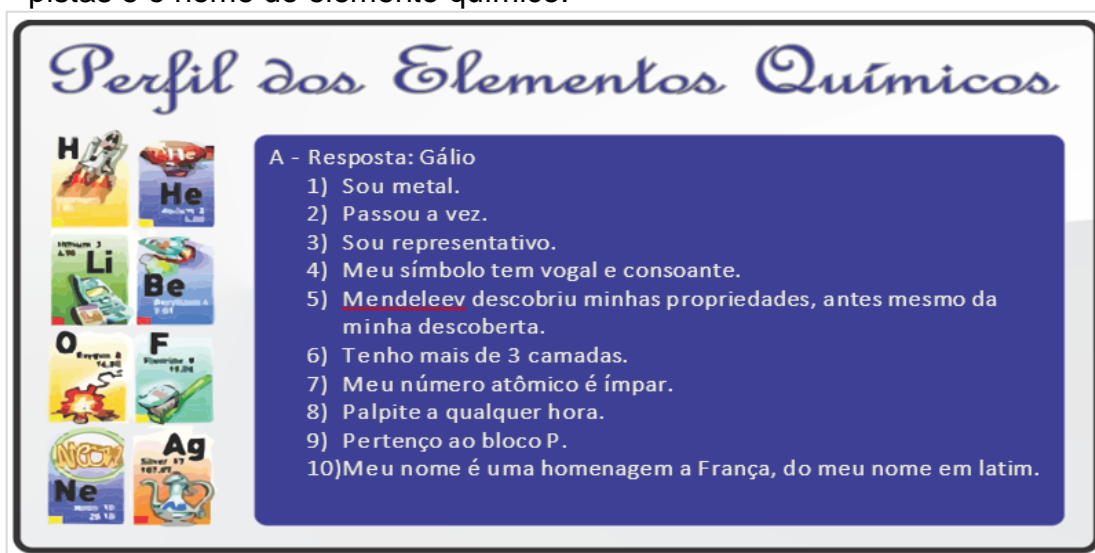 pistas e o nome do elemento químico.
Perfil dos Elementos Químicos
A - Resposta: Gálio
1) Sou metal.
2) Passou a vez.
3) Sou representativo.
4) Meu símbolo tem vogal e consoante.
5) Mendeleev descobriu minhas propriedades, antes mesmo da
minha descoberta.
6) Tenho mais de 3 camadas.
7) Meu número atômico é ímpar.
8) Palpite a qualquer hora.
9) Pertenço ao bloco P.
10)Meu nome é uma homenagem a França, do meu nome em latim.
H
He
He
Li
Be
O
F
Ne
Ag